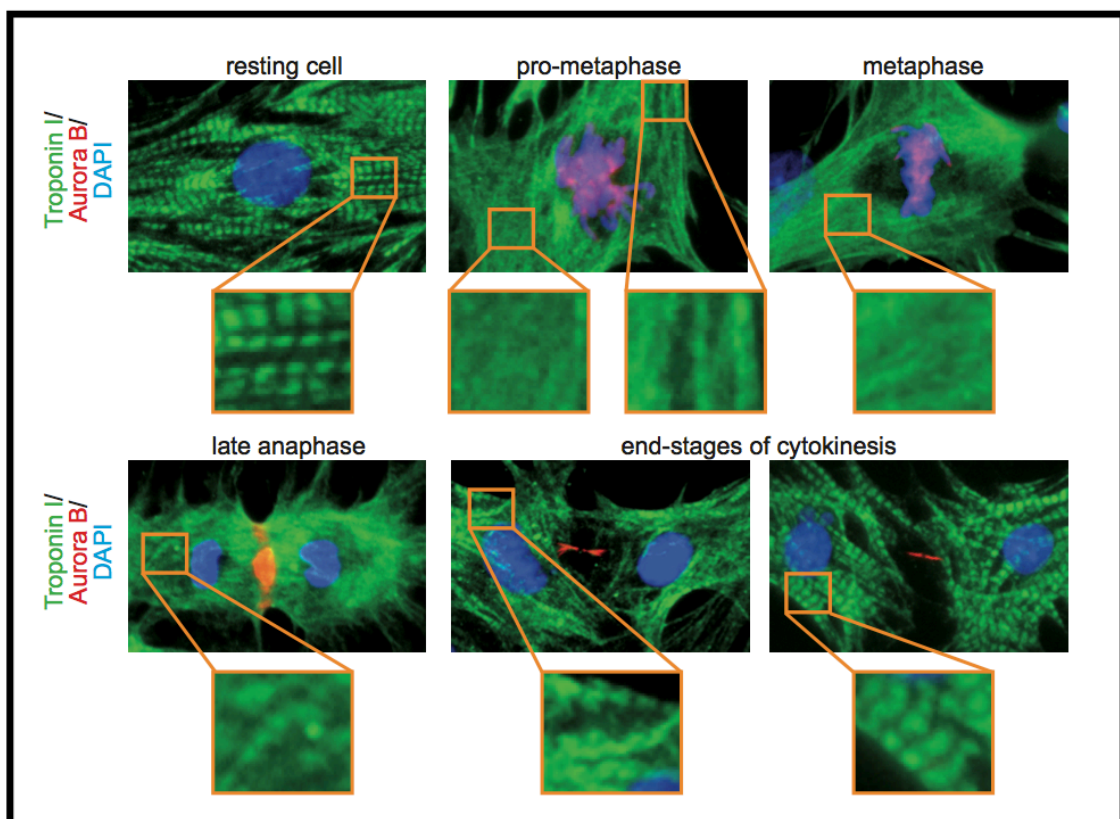 resting cell
pro-metaphase
metaphase
Troponin I/
Aurora B/
DAPI
late anaphase
end-stages of cytokinesis
Troponin I/
Aurora B/
DAPI